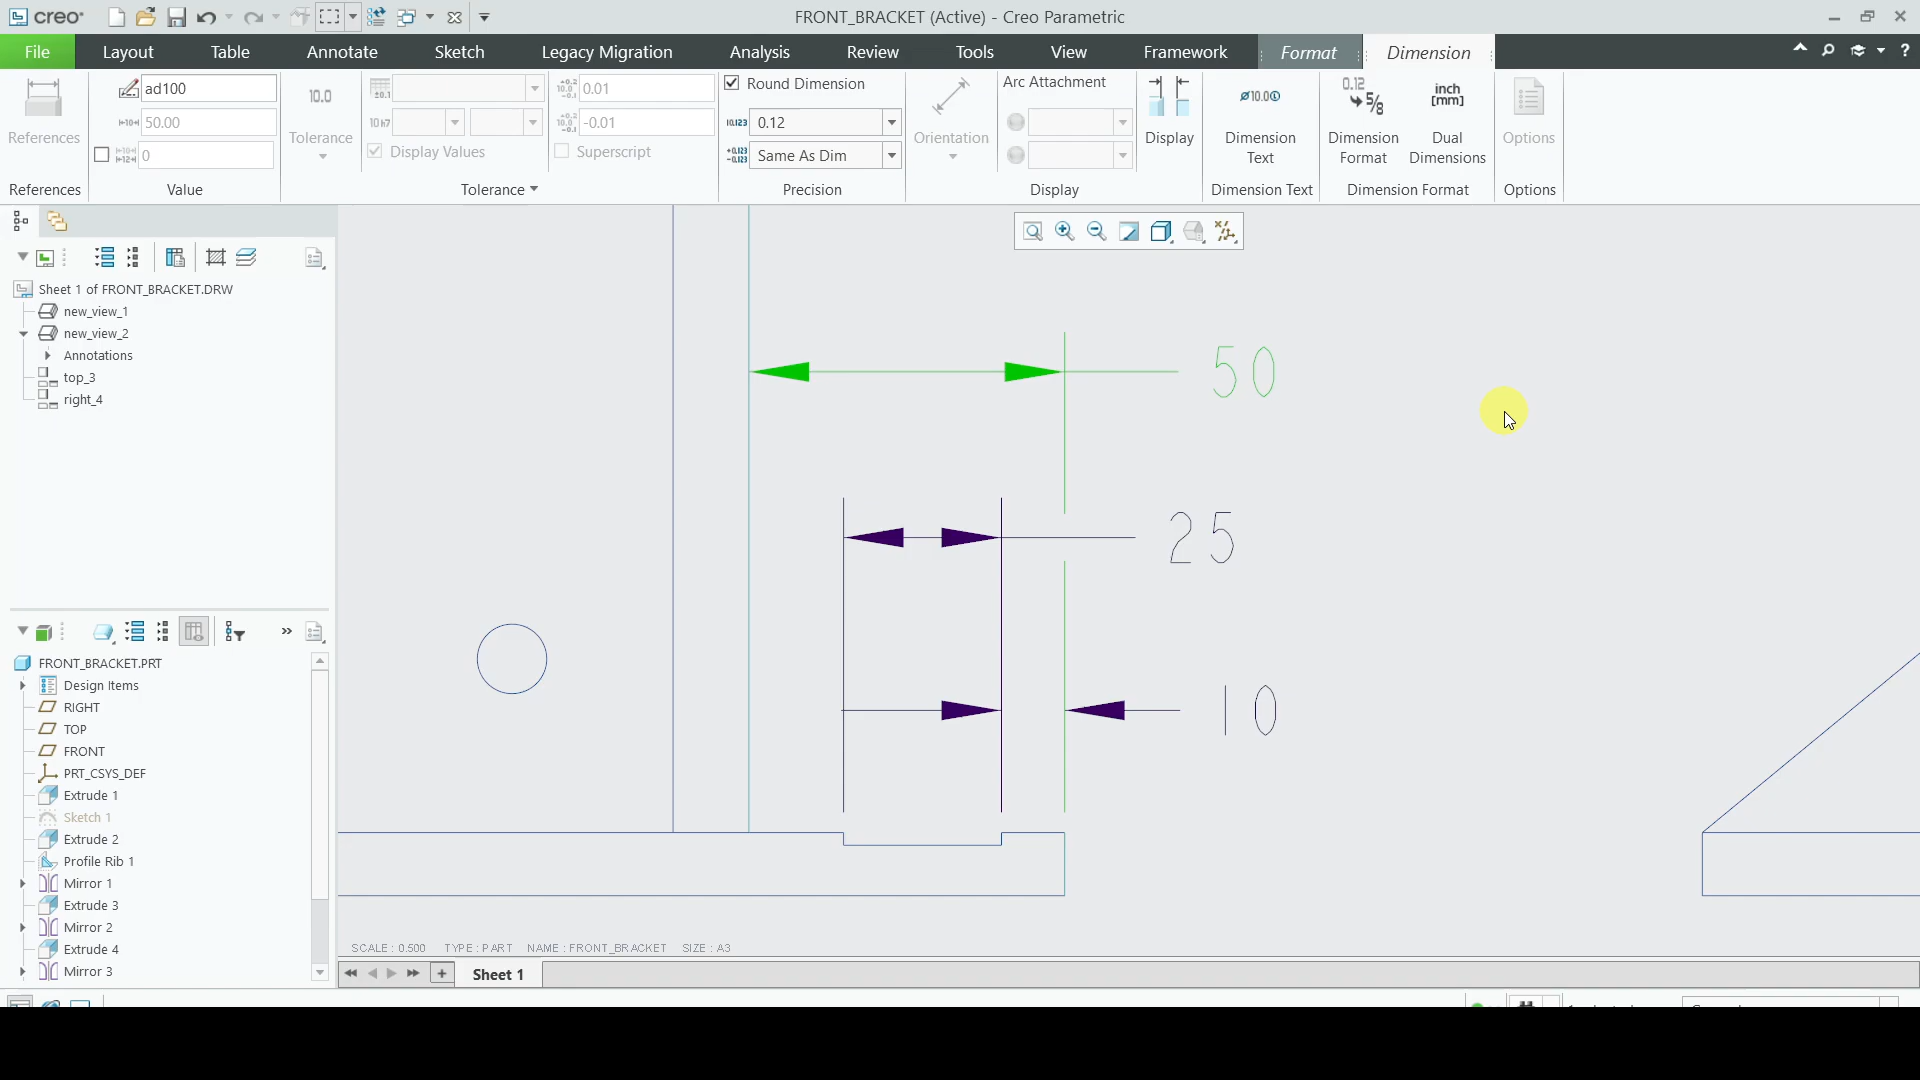 creo
FRONT_BRACKET (Active) - Creo Parametric
File
Layout
Table
Annotate
Sketch
Legacy Migration
Analysis
Review
Tools
View
Framework
Format
Dimension
References
References
ad100
50.00
0
Value
10.0
Tolerance
10 h7
Display Values
0.01
-0.01
Superscript
Tolerance
Round Dimension
0.12
Same As Dim
Precision
Orientation
Arc Attachment
Display
Display
Dimension Text
Dimension Text
Dimension Format
inch [mm]
Dual Dimensions
Dimension Format
Options
Options
Sheet 1 of FRONT_BRACKET.DRW
new_view_1
new_view_2
Annotations
top_3
right_4
FRONT_BRACKET.PRT
Design Items
RIGHT
TOP
FRONT
PRT_CSYS_DEF
Extrude 1
Sketch 1
Extrude 2
Profile Rib 1
Mirror 1
Extrude 3
Mirror 2
Extrude 4
Mirror 3
50
25
10
SCALE : 0.500 TYPE : PART NAME : FRONT_BRACKET SIZE : A3
Sheet 1